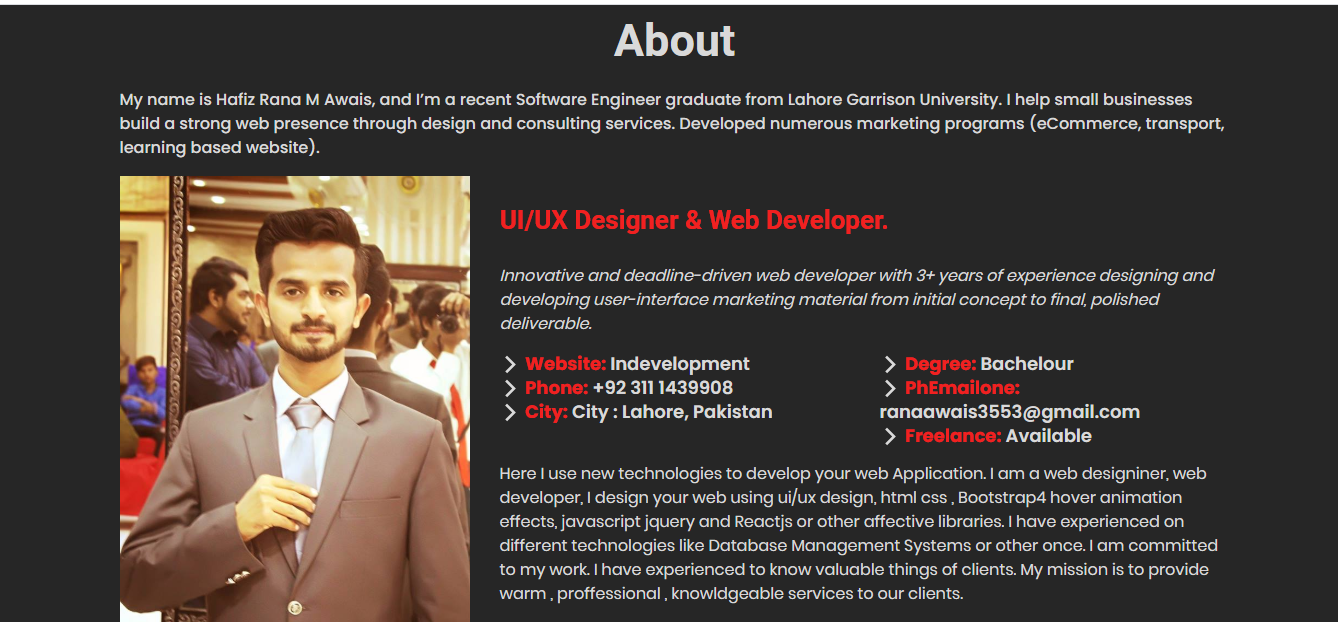 About
My name is Hafiz Rana M Awais, and I'm a recent Software Engineer graduate from Lahore Garrison University. I help small businesses
build a strong web presence through design and consulting services. Developed numerous marketing programs (eCommerce, transport,
learning based website).
UI/UX Designer & Web Developer.
Innovative and deadline-driven web developer with 3+ years of experience designing and
developing user-interface marketing material from initial concept to final, polished
deliverable.
Website: Indevelopment
Phone: +92 311 1439908
City: City : Lahore, Pakistan
Degree: Bachelour
PhEmailone:
ranaawais3553@gmail.com
Freelance: Available
Here I use new technologies to develop your web Application. I am a web designiner, web
developer, I design your web using ui/ux design, html css , Bootstrap4 hover animation
effects, javascript jquery and Reactjs or other affective libraries. I have experienced on
different technologies like Database Management Systems or other once. I am committed
to my work. I have experienced to know valuable things of clients. My mission is to provide
warm , proffessional , knowldgeable services to our clients.